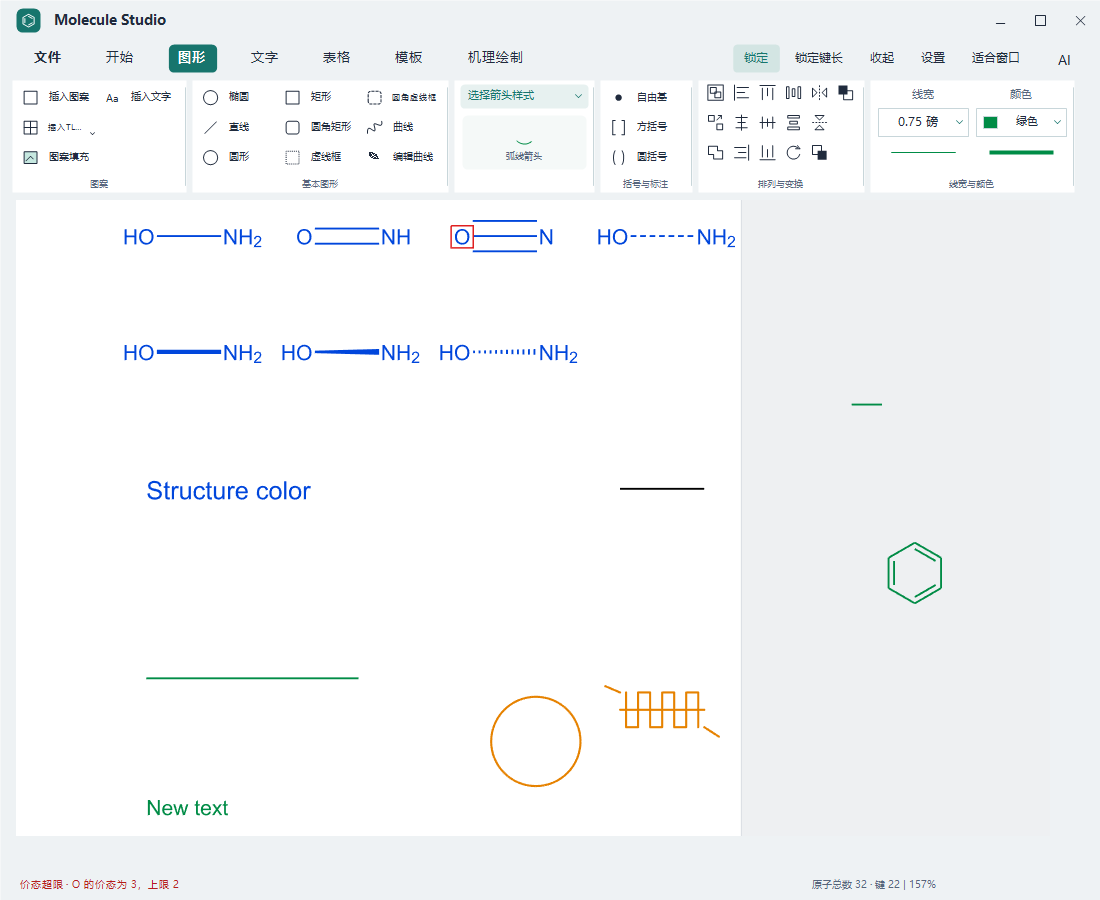 Molecule Studio
文件 开始 图形 文字 表格 模板 机理绘制 锁定 锁定键长 收起 设置 适合窗口 AI
插入图案 Aa 插入文字 椭圆 矩形 圆角虚线框 选择箭头样式 自由基 线宽 颜色
插入TL... 直线 圆角矩形 曲线 [ ] 方括号 0.75 磅 绿色
图案填充 圆形 虚线框 编辑曲线 弧线箭头 ( ) 圆括号
图案 基本图形 括号与标注 排列与变换 线宽与颜色
HO NH2 O NH O N HO NH2
HO NH2 HO NH2 HO NH2
Structure color
New text
价态超限 · O 的价态为 3，上限 2 原子总数 32 · 键 22 | 157%